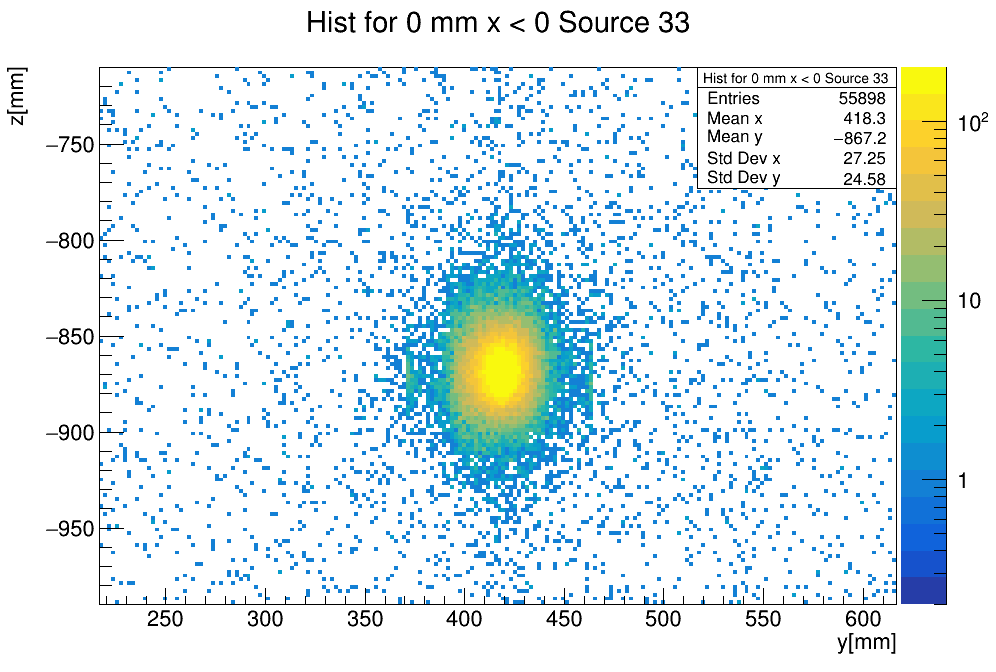 Hist for 0 mm x < 0 Source 33
z[mm]
Hist for 0 mm x < 0 Source 33
Entries 55898
Mean x 418.3
Mean y −867.2
Std Dev x 27.25
Std Dev y 24.58
10²
10
1
−750
−800
−850
−900
−950
250 300 350 400 450 500 550 600
y[mm]